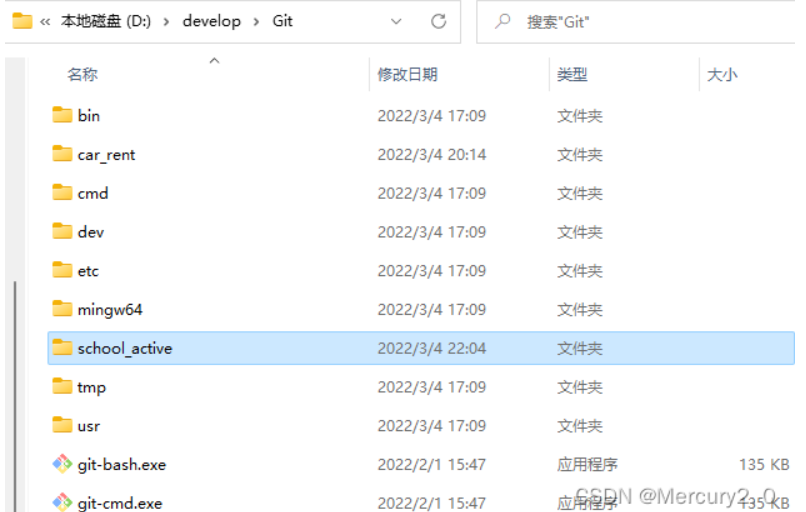 « 本地磁盘 (D:) › develop › Git 搜索"Git"
名称 修改日期 类型 大小
bin 2022/3/4 17:09 文件夹
car_rent 2022/3/4 20:14 文件夹
cmd 2022/3/4 17:09 文件夹
dev 2022/3/4 17:09 文件夹
etc 2022/3/4 17:09 文件夹
mingw64 2022/3/4 17:09 文件夹
school_active 2022/3/4 22:04 文件夹
tmp 2022/3/4 17:09 文件夹
usr 2022/3/4 17:09 文件夹
git-bash.exe 2022/2/1 15:47 应用程序 135 KB
git-cmd.exe 2022/2/1 15:47 应用程序 135 KB
CSDN @Mercury2_0